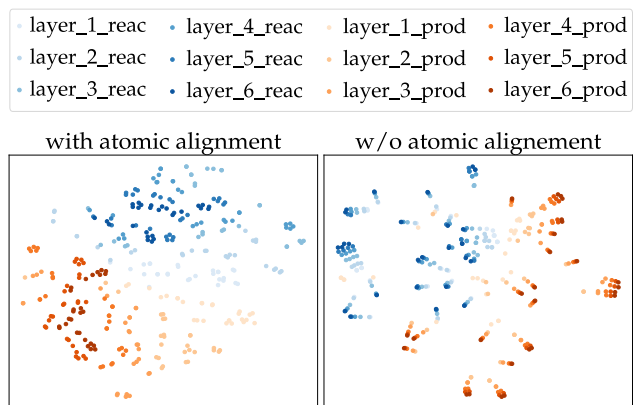 layer_1_reac layer_4_reac layer_1_prod layer_4_prod
layer_2_reac layer_5_reac layer_2_prod layer_5_prod
layer_3_reac layer_6_reac layer_3_prod layer_6_prod
with atomic alignment w/o atomic alignement